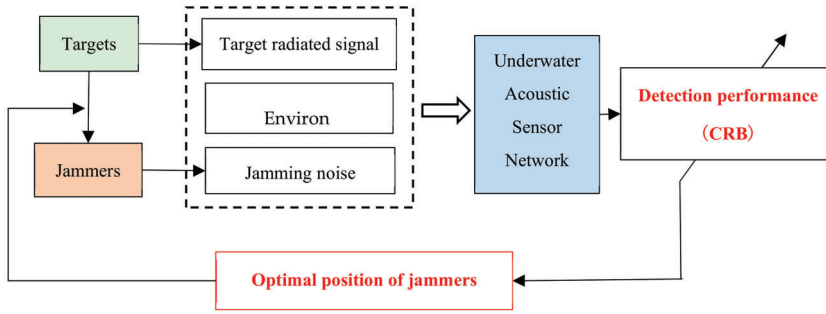 Targets
Target radiated signal
Environ
Jammers
Jamming noise
Underwater
Acoustic
Sensor
Network
Detection performance
(CRB)
Optimal position of jammers